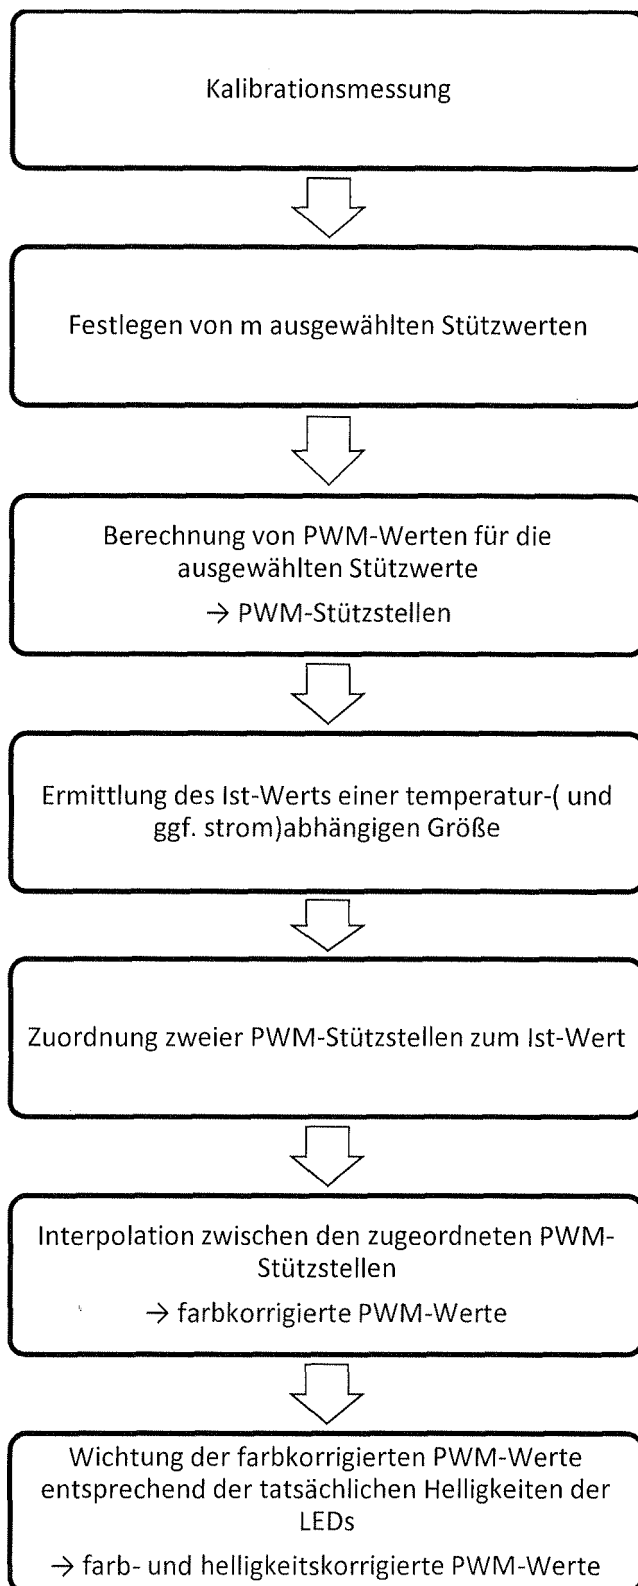 Kalibrationsmessung
Festlegen von m ausgewählten Stützwerten
Berechnung von PWM-Werten für die
ausgewählten Stützwerte
→ PWM-Stützstellen
Ermittlung des Ist-Werts einer temperatur-( und
ggf. strom)abhängigen Größe
Zuordnung zweier PWM-Stützstellen zum Ist-Wert
Interpolation zwischen den zugeordneten PWM-
Stützstellen
→ farbkorrigierte PWM-Werte
Wichtung der farbkorrigierten PWM-Werte
entsprechend der tatsächlichen Helligkeiten der
LEDs
→ farb- und helligkeitskorrigierte PWM-Werte